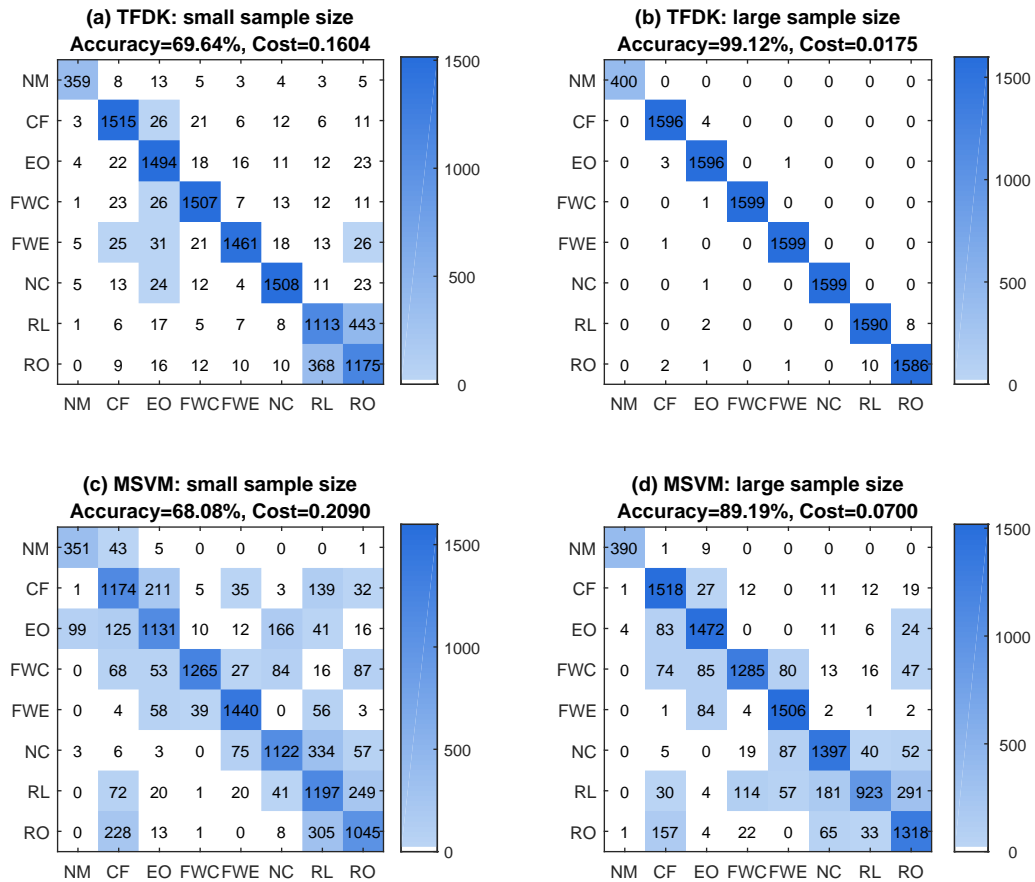 (a) TFDK: small sample size
Accuracy=69.64%, Cost=0.1604
NM 359 8 13 5 3 4 3 5
CF 3 1515 26 21 6 12 6 11
EO 4 22 1494 18 16 11 12 23
FWC 1 23 26 1507 7 13 12 11
FWE 5 25 31 21 1461 18 13 26
NC 5 13 24 12 4 1508 11 23
RL 1 6 17 5 7 8 1113 443
RO 0 9 16 12 10 10 368 1175
NM CF EO FWC FWE NC RL RO
1500
1000
500
0
(b) TFDK: large sample size
Accuracy=99.12%, Cost=0.0175
NM 400 0 0 0 0 0 0 0
CF 0 1596 4 0 0 0 0 0
EO 0 3 1596 0 1 0 0 0
FWC 0 0 1 1599 0 0 0 0
FWE 0 1 0 0 1599 0 0 0
NC 0 0 1 0 0 1599 0 0
RL 0 0 2 0 0 0 1590 8
RO 0 2 1 0 1 0 10 1586
NM CF EO FWC FWE NC RL RO
1500
1000
500
0
(c) MSVM: small sample size
Accuracy=68.08%, Cost=0.2090
NM 351 43 5 0 0 0 0 1
CF 1 1174 211 5 35 3 139 32
EO 99 125 1131 10 12 166 41 16
FWC 0 68 53 1265 27 84 16 87
FWE 0 4 58 39 1440 0 56 3
NC 3 6 3 0 75 1122 334 57
RL 0 72 20 1 20 41 1197 249
RO 0 228 13 1 0 8 305 1045
NM CF EO FWC FWE NC RL RO
1500
1000
500
0
(d) MSVM: large sample size
Accuracy=89.19%, Cost=0.0700
NM 390 1 9 0 0 0 0 0
CF 1 1518 27 12 0 11 12 19
EO 4 83 1472 0 0 11 6 24
FWC 0 74 85 1285 80 13 16 47
FWE 0 1 84 4 1506 2 1 2
NC 0 5 0 19 87 1397 40 52
RL 0 30 4 114 57 181 923 291
RO 1 157 4 22 0 65 33 1318
NM CF EO FWC FWE NC RL RO
1500
1000
500
0